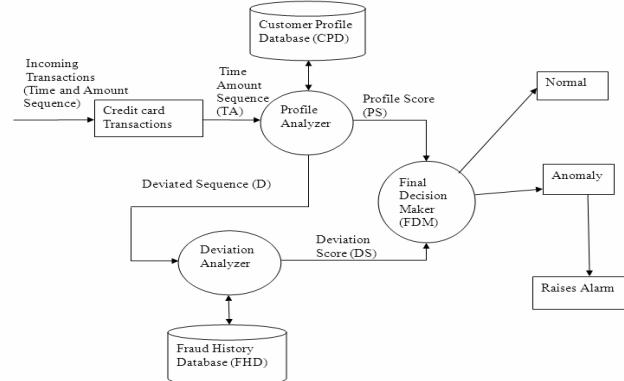 Customer Profile
Database (CPD)
Incoming
Transactions
(Time and Amount
Sequence)
Time
Amount
Sequence
(TA)
Credit card
Transactions
Profile
Analyzer
Profile Score
(PS)
Normal
Deviated Sequence (D)
Final
Decision
Maker
(FDM)
Anomaly
Deviation
Analyzer
Deviation
Score (DS)
Raises Alarm
Fraud History
Database (FHD)